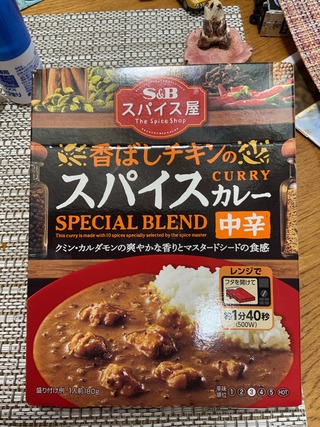 S&B
スパイス屋
The Spice Shop
香ばしチキンの
スパイス
CURRY
カレー
SPECIAL BLEND
中辛
This curry is made with 10 spices specially selected by the spice master
クミン・カルダモンの爽やかな香りとマスタードシードの食感
レンジで
フタを開けて
約1分40秒
(500W)
盛り付け例 1人前180g
辛味順位 1 2 3 4 5 HOT